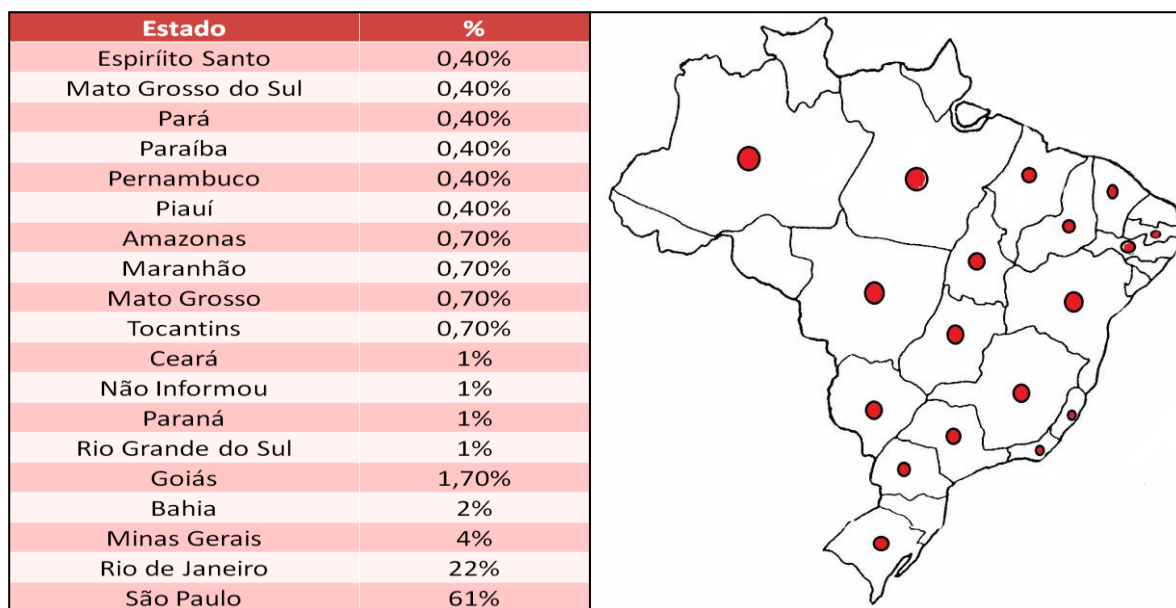 Estado %
Espiríito Santo 0,40%
Mato Grosso do Sul 0,40%
Pará 0,40%
Paraíba 0,40%
Pernambuco 0,40%
Piauí 0,40%
Amazonas 0,70%
Maranhão 0,70%
Mato Grosso 0,70%
Tocantins 0,70%
Ceará 1%
Não Informou 1%
Paraná 1%
Rio Grande do Sul 1%
Goiás 1,70%
Bahia 2%
Minas Gerais 4%
Rio de Janeiro 22%
São Paulo 61%